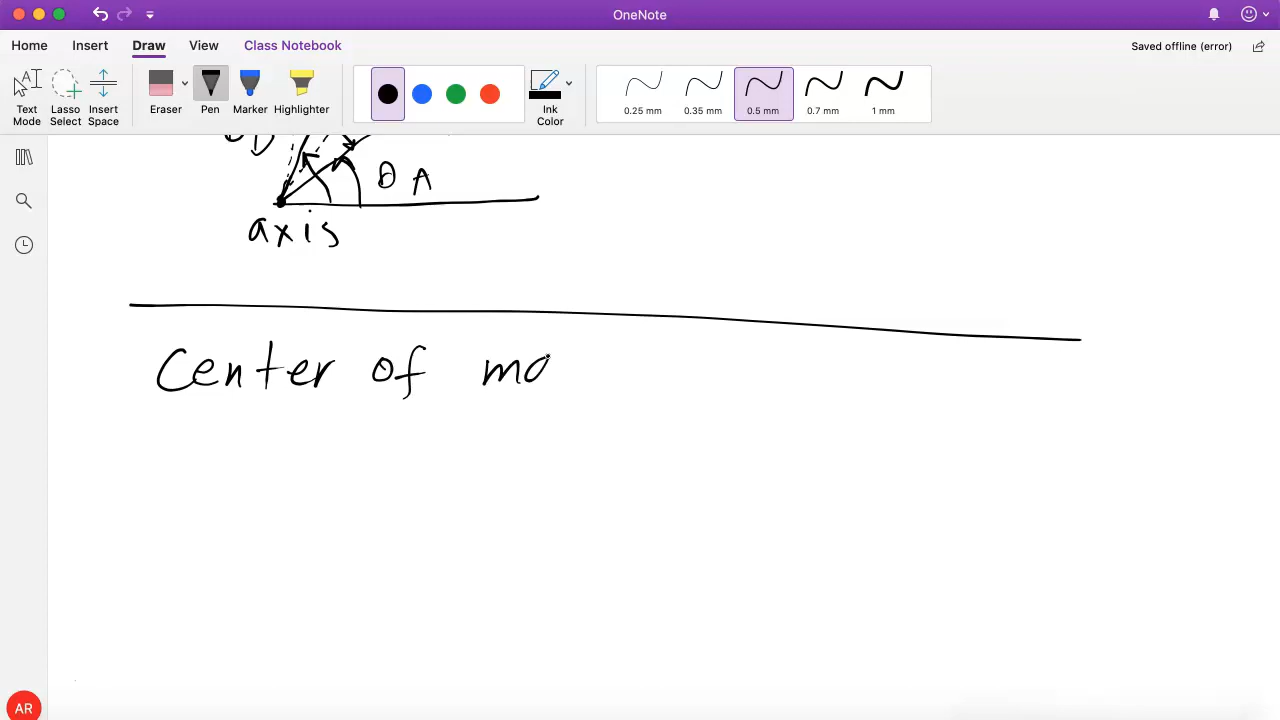 OneNote
Home Insert Draw View Class Notebook
Saved offline (error)
Text Mode
Lasso Select
Insert Space
Eraser
Pen
Marker
Highlighter
Ink Color
0.25 mm
0.35 mm
0.5 mm
0.7 mm
1 mm
θ A
axis
Center of ma
AR